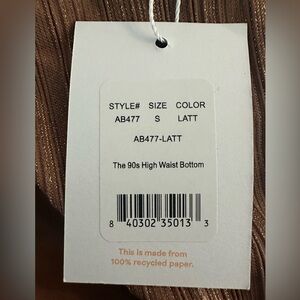 STYLE# SIZE COLOR
AB477 S LATT
AB477-LATT
The 90s High Waist Bottom
8 40302 35013 3
This is made from
100% recycled paper.